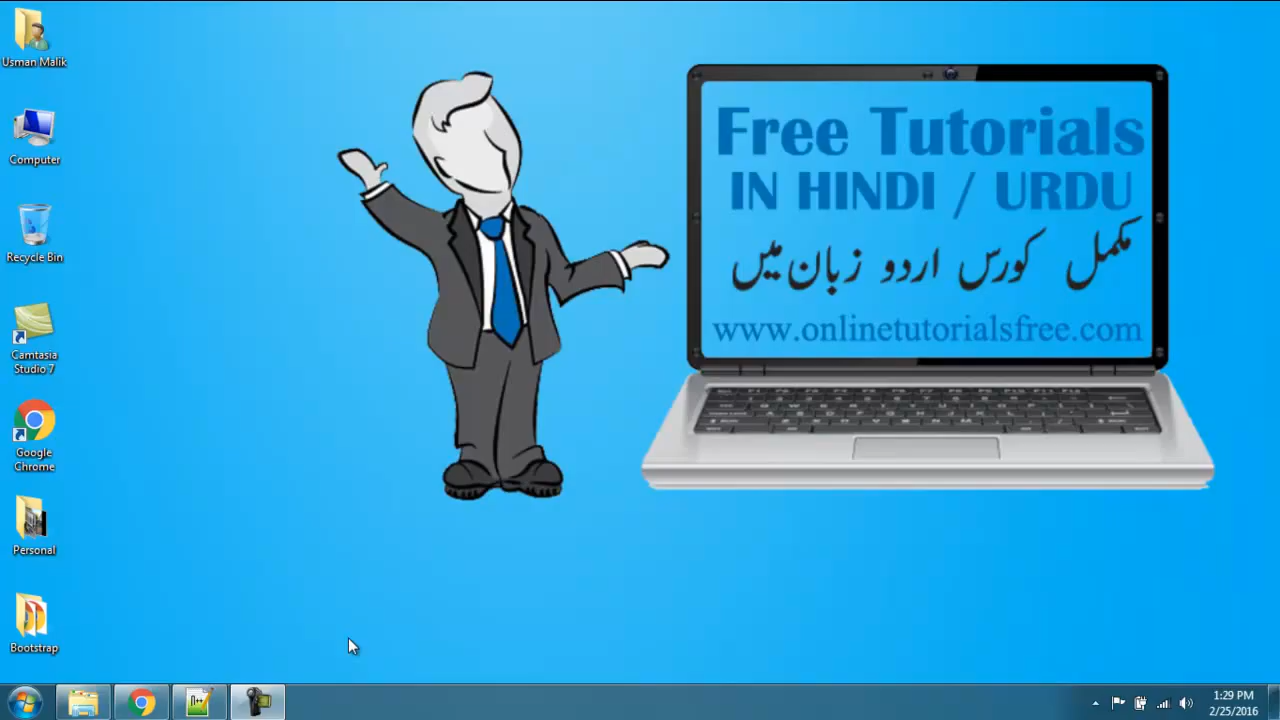 Usman Malik
Computer
Recycle Bin
Camtasia
Studio 7
Google
Chrome
Personal
Bootstrap
Free Tutorials
IN HINDI / URDU
مکمل کورس اردو زبان میں
www.onlinetutorialsfree.com
1:29 PM
2/25/2016